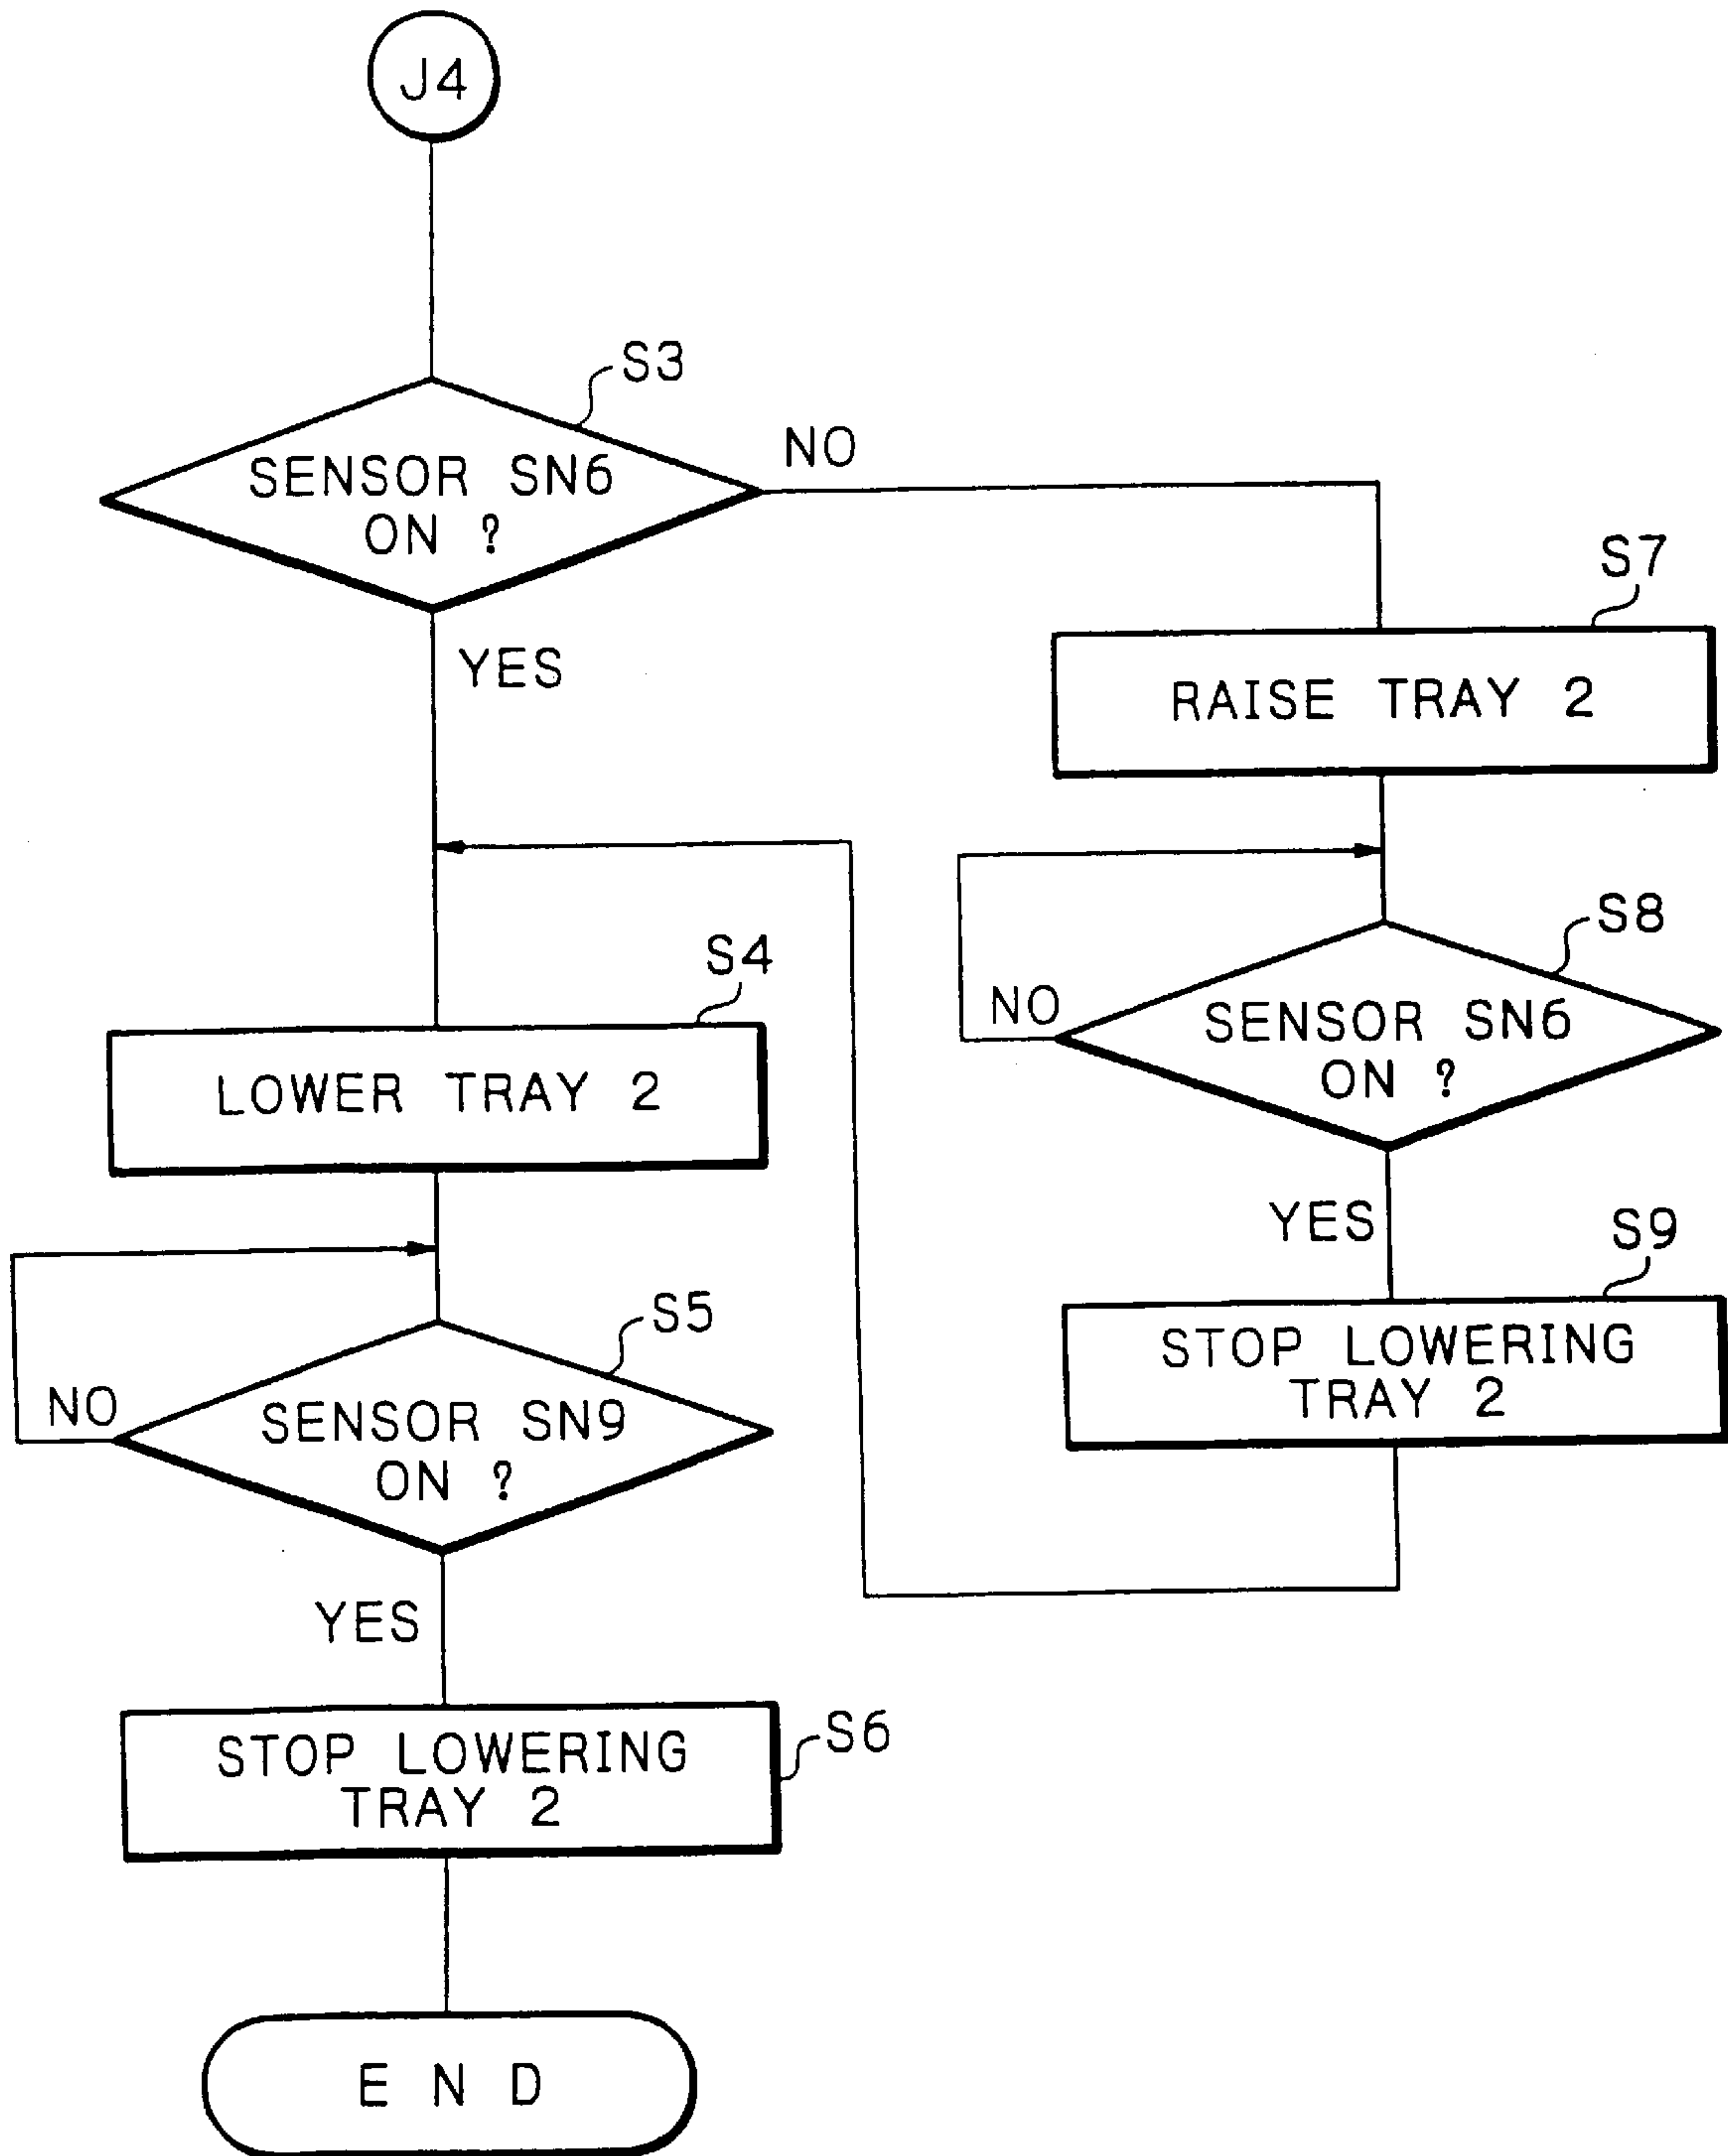 J4
S3
SENSOR SN6
ON ?
NO
YES
S7
RAISE TRAY 2
S8
SENSOR SN6
ON ?
NO
YES
S9
STOP LOWERING
TRAY 2
S4
LOWER TRAY 2
S5
SENSOR SN9
ON ?
NO
YES
S6
STOP LOWERING
TRAY 2
END